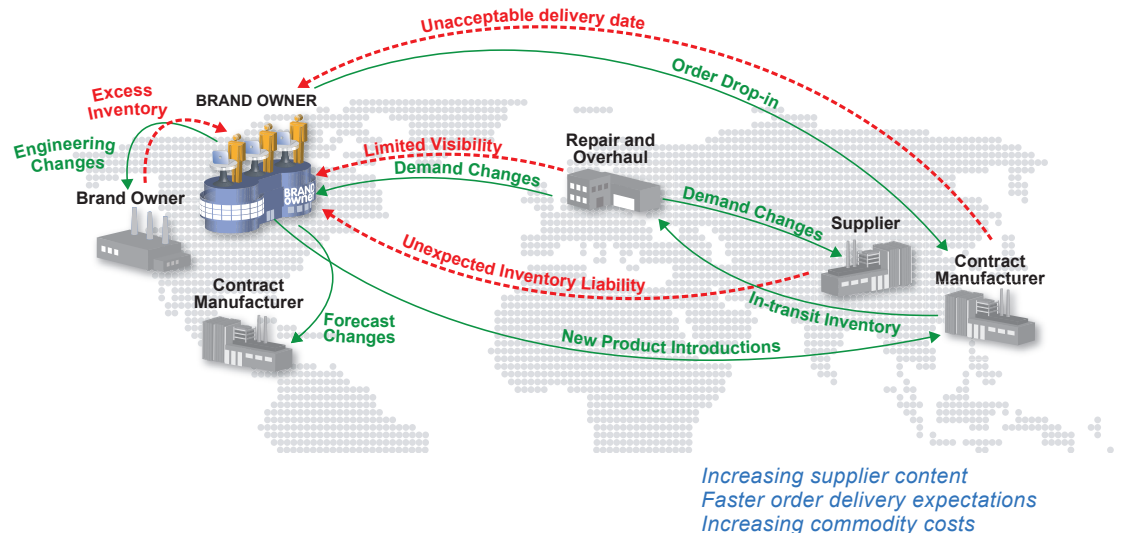 Unacceptable delivery date
Order Drop-in
Excess
Inventory
BRAND OWNER
Engineering
Changes
Limited Visibility
Repair and
Overhaul
Demand Changes
BRAND
OWNER
Brand Owner
Demand Changes
Supplier
Unexpected Inventory Liability
Contract
Manufacturer
Contract
Manufacturer
In-transit Inventory
Forecast
Changes
New Product Introductions
Increasing supplier content
Faster order delivery expectations
Increasing commodity costs